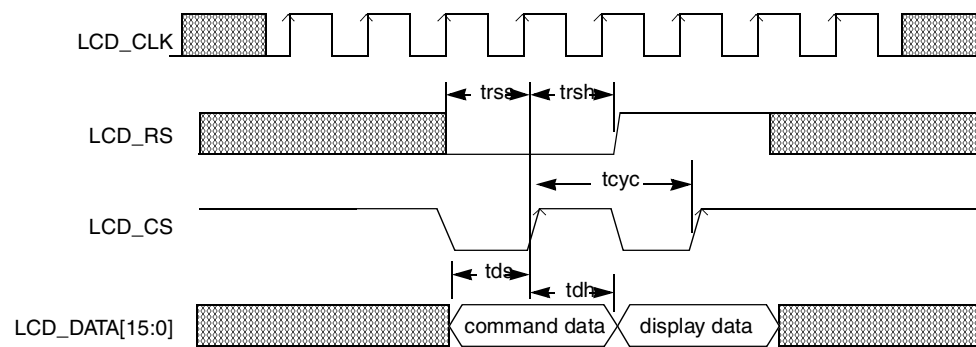 LCD_CLK
trss trsh
LCD_RS
tcyc
LCD_CS
tds
tdh
LCD_DATA[15:0] command data display data